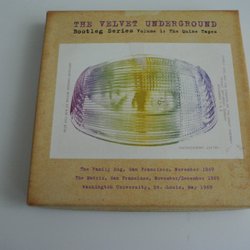 THE VELVET UNDERGROUND
Bootleg Series Volume 1: The Quine Tapes
The Family Dog, San Francisco, November 1969
The Matrix, San Francisco, November/December 1969
Washington University, St. Louis, May 1969